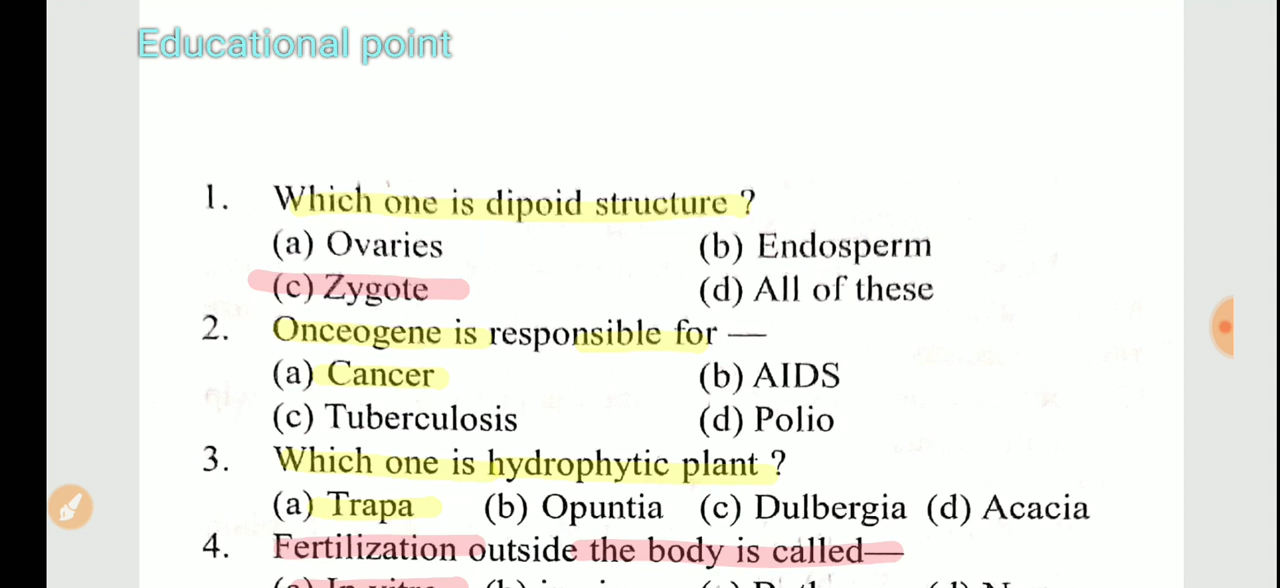 Educational point
1. Which one is dipoid structure ?
(a) Ovaries (b) Endosperm
(c) Zygote (d) All of these
2. Onceogene is responsible for —
(a) Cancer (b) AIDS
(c) Tuberculosis (d) Polio
3. Which one is hydrophytic plant ?
(a) Trapa (b) Opuntia (c) Dulbergia (d) Acacia
4. Fertilization outside the body is called—